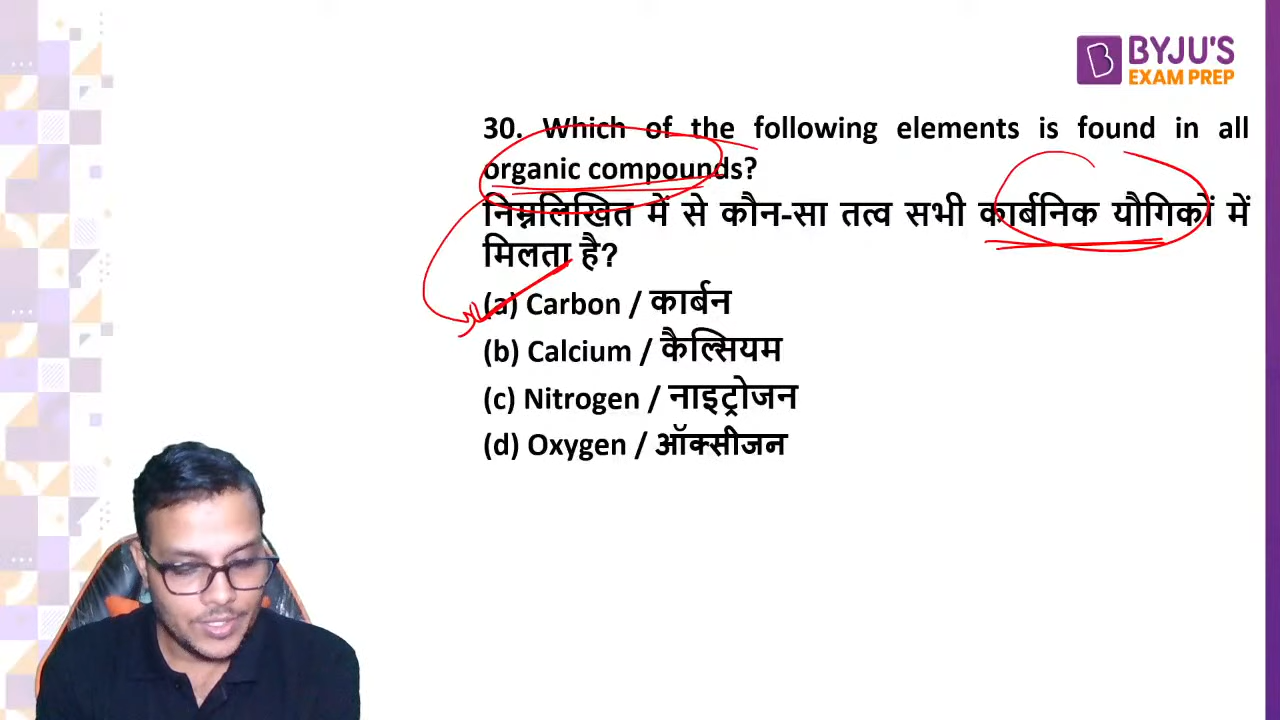 BYJU'S
EXAM PREP
30. Which of the following elements is found in all
organic compounds?
निम्नलिखित में से कौन-सा तत्व सभी कार्बनिक यौगिकों में
मिलता है?
(a) Carbon / कार्बन
(b) Calcium / कैल्सियम
(c) Nitrogen / नाइट्रोजन
(d) Oxygen / ऑक्सीजन